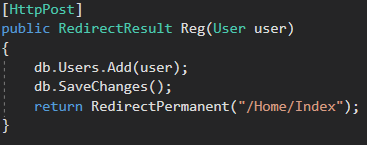 [HttpPost]
public RedirectResult Reg(User user)
{
    db.Users.Add(user);
    db.SaveChanges();
    return RedirectPermanent("/Home/Index");
}